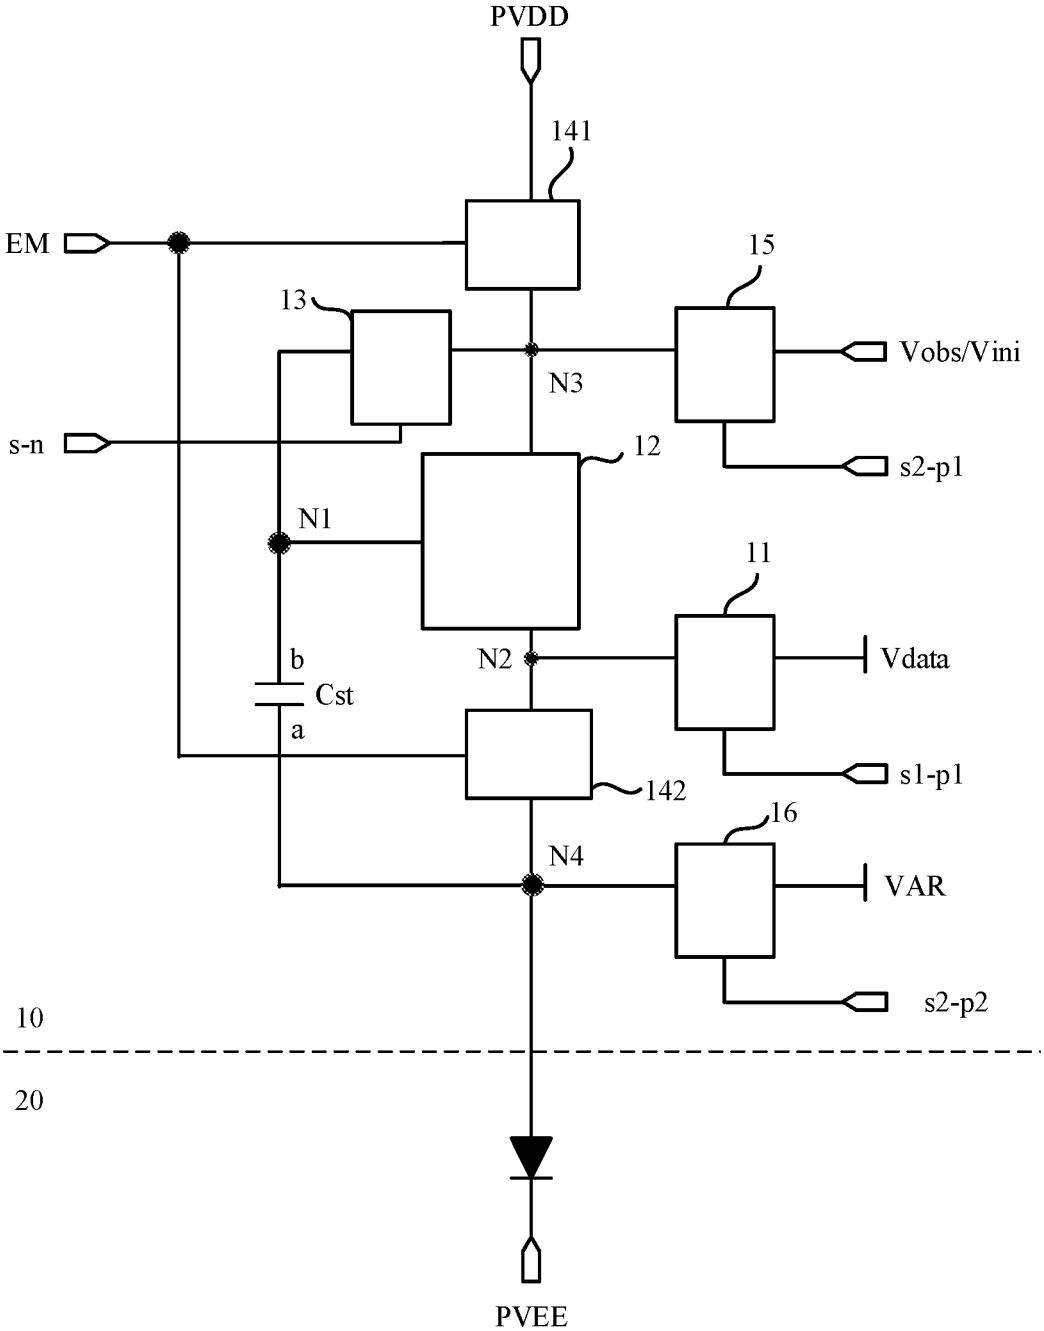 PVDD
141
EM
15
13
Vobs/Vini
N3
s-n
12
s2-p1
N1
11
b
N2
Vdata
Cst
a
s1-p1
142
16
N4
VAR
s2-p2
10
20
PVEE